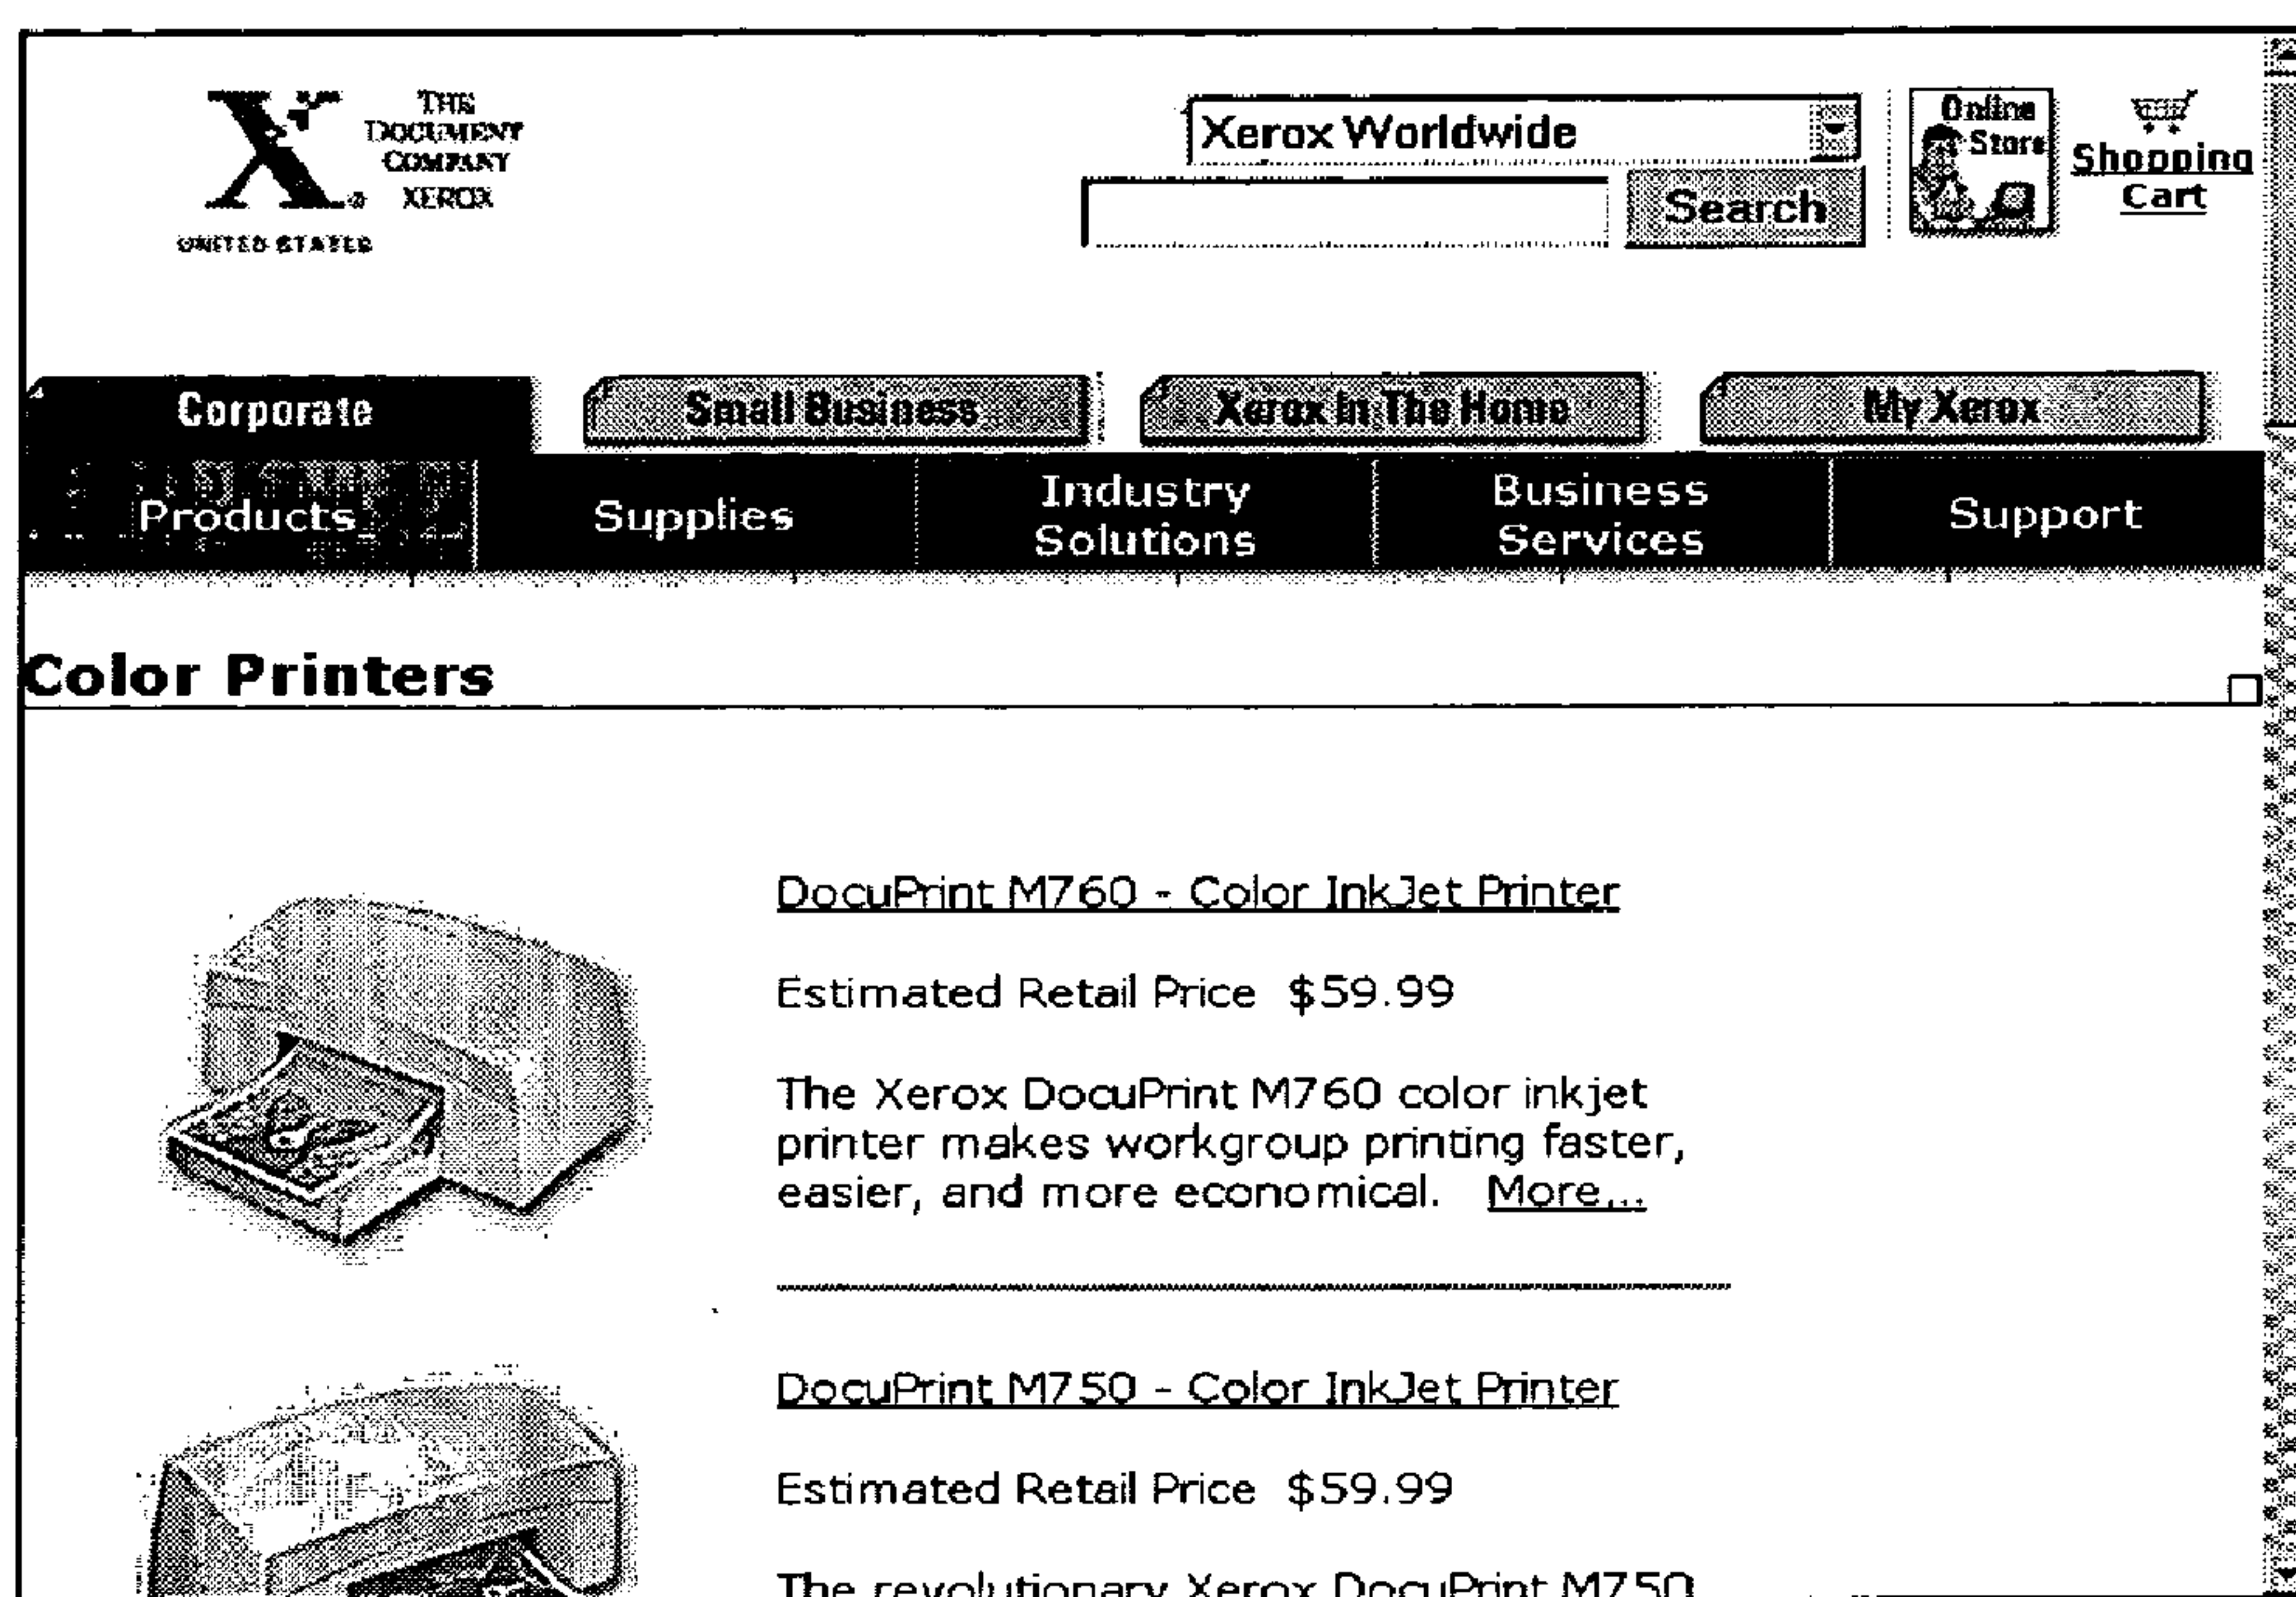 THE
DOCUMENT
COMPANY
XEROX
UNITED STATES
Xerox Worldwide
Search
Online
Store
Shopping
Cart
Corporate
Small Business
Xerox In The Home
My Xerox
Products
Supplies
Industry
Solutions
Business
Services
Support
Color Printers
DocuPrint M760 - Color InkJet Printer
Estimated Retail Price $59.99
The Xerox DocuPrint M760 color inkjet
printer makes workgroup printing faster,
easier, and more economical. More...
DocuPrint M750 - Color InkJet Printer
Estimated Retail Price $59.99
The revolutionary Xerox DocuPrint M750